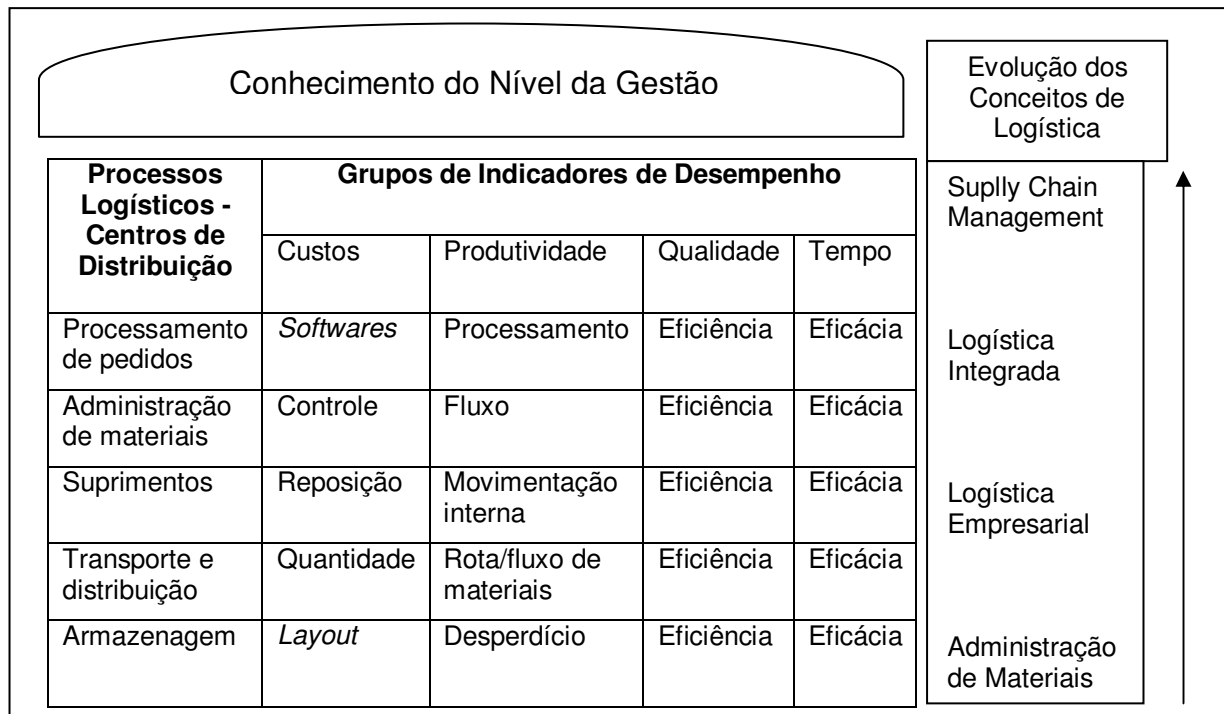 Conhecimento do Nível da Gestão
Evolução dos
Conceitos de
Logística
Processos
Logísticos -
Centros de
Distribuição
Grupos de Indicadores de Desempenho
Custos
Produtividade
Qualidade
Tempo
Processamento
de pedidos
Softwares
Processamento
Eficiência
Eficácia
Administração
de materiais
Controle
Fluxo
Eficiência
Eficácia
Suprimentos
Reposição
Movimentação
interna
Eficiência
Eficácia
Transporte e
distribuição
Quantidade
Rota/fluxo de
materiais
Eficiência
Eficácia
Armazenagem
Layout
Desperdício
Eficiência
Eficácia
Suplly Chain
Management
Logística
Integrada
Logística
Empresarial
Administração
de Materiais